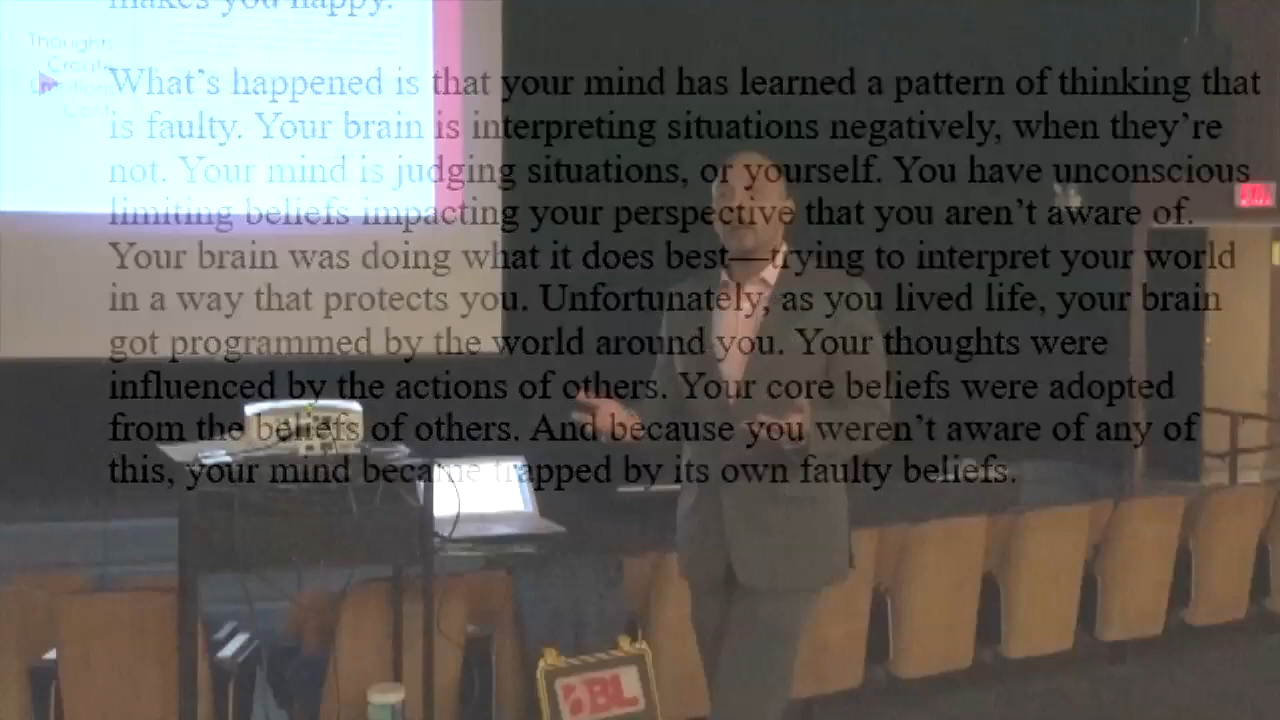 makes you happy.
Thoughts
Create
What’s happened is that your mind has learned a pattern of thinking that
is faulty. Your brain is interpreting situations negatively, when they’re
not. Your mind is judging situations, or yourself. You have unconscious
limiting beliefs impacting your perspective that you aren’t aware of.
Your brain was doing what it does best—trying to interpret your world
in a way that protects you. Unfortunately, as you lived life, your brain
got programmed by the world around you. Your thoughts were
influenced by the actions of others. Your core beliefs were adopted
from the beliefs of others. And because you weren’t aware of any of
this, your mind became trapped by its own faulty beliefs.
BL